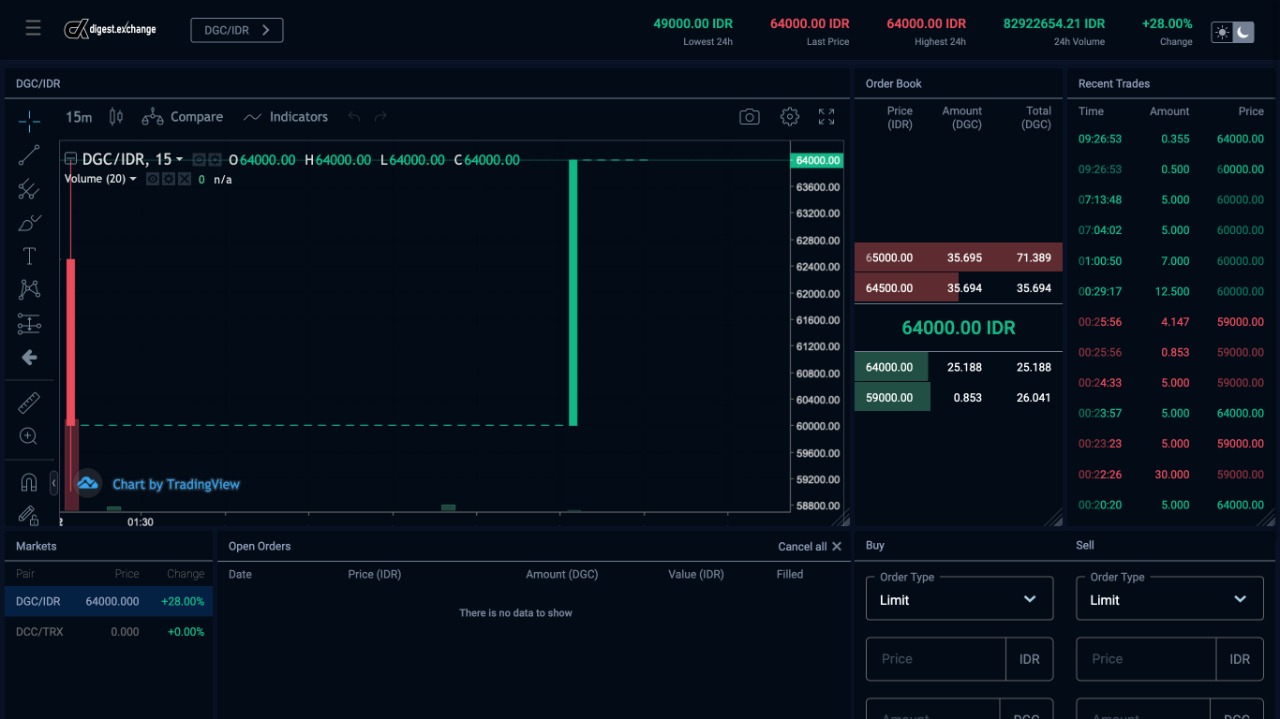 digest.exchange
DGC/IDR
49000.00 IDR
Lowest 24h
64000.00 IDR
Last Price
64000.00 IDR
Highest 24h
82922654.21 IDR
24h Volume
+28.00%
Change
DGC/IDR
15m
Compare
Indicators
DGC/IDR, 15
O64000.00 H64000.00 L64000.00 C64000.00
Volume (20)
0 n/a
64000.00
63600.00
63200.00
62800.00
62400.00
62000.00
61600.00
61200.00
60800.00
60400.00
60000.00
59600.00
59200.00
58800.00
Chart by TradingView
2
01:30
Order Book
Price (IDR) Amount (DGC) Total (DGC)
65000.00 35.695 71.389
64500.00 35.694 35.694
64000.00 IDR
64000.00 25.188 25.188
59000.00 0.853 26.041
Recent Trades
Time Amount Price
09:26:53 0.355 64000.00
09:26:53 0.500 60000.00
07:13:48 5.000 60000.00
07:04:02 5.000 60000.00
01:00:50 7.000 60000.00
00:29:17 12.500 60000.00
00:25:56 4.147 59000.00
00:25:56 0.853 59000.00
00:24:33 5.000 59000.00
00:23:57 5.000 64000.00
00:23:23 5.000 59000.00
00:22:26 30.000 59000.00
00:20:20 5.000 64000.00
Markets
Pair Price Change
DGC/IDR 64000.000 +28.00%
DCC/TRX 0.000 +0.00%
Open Orders
Cancel all
Date Price (IDR) Amount (DGC) Value (IDR) Filled
There is no data to show
Buy
Order Type
Limit
Price IDR
Amount DGC
Sell
Order Type
Limit
Price IDR
Amount DGC